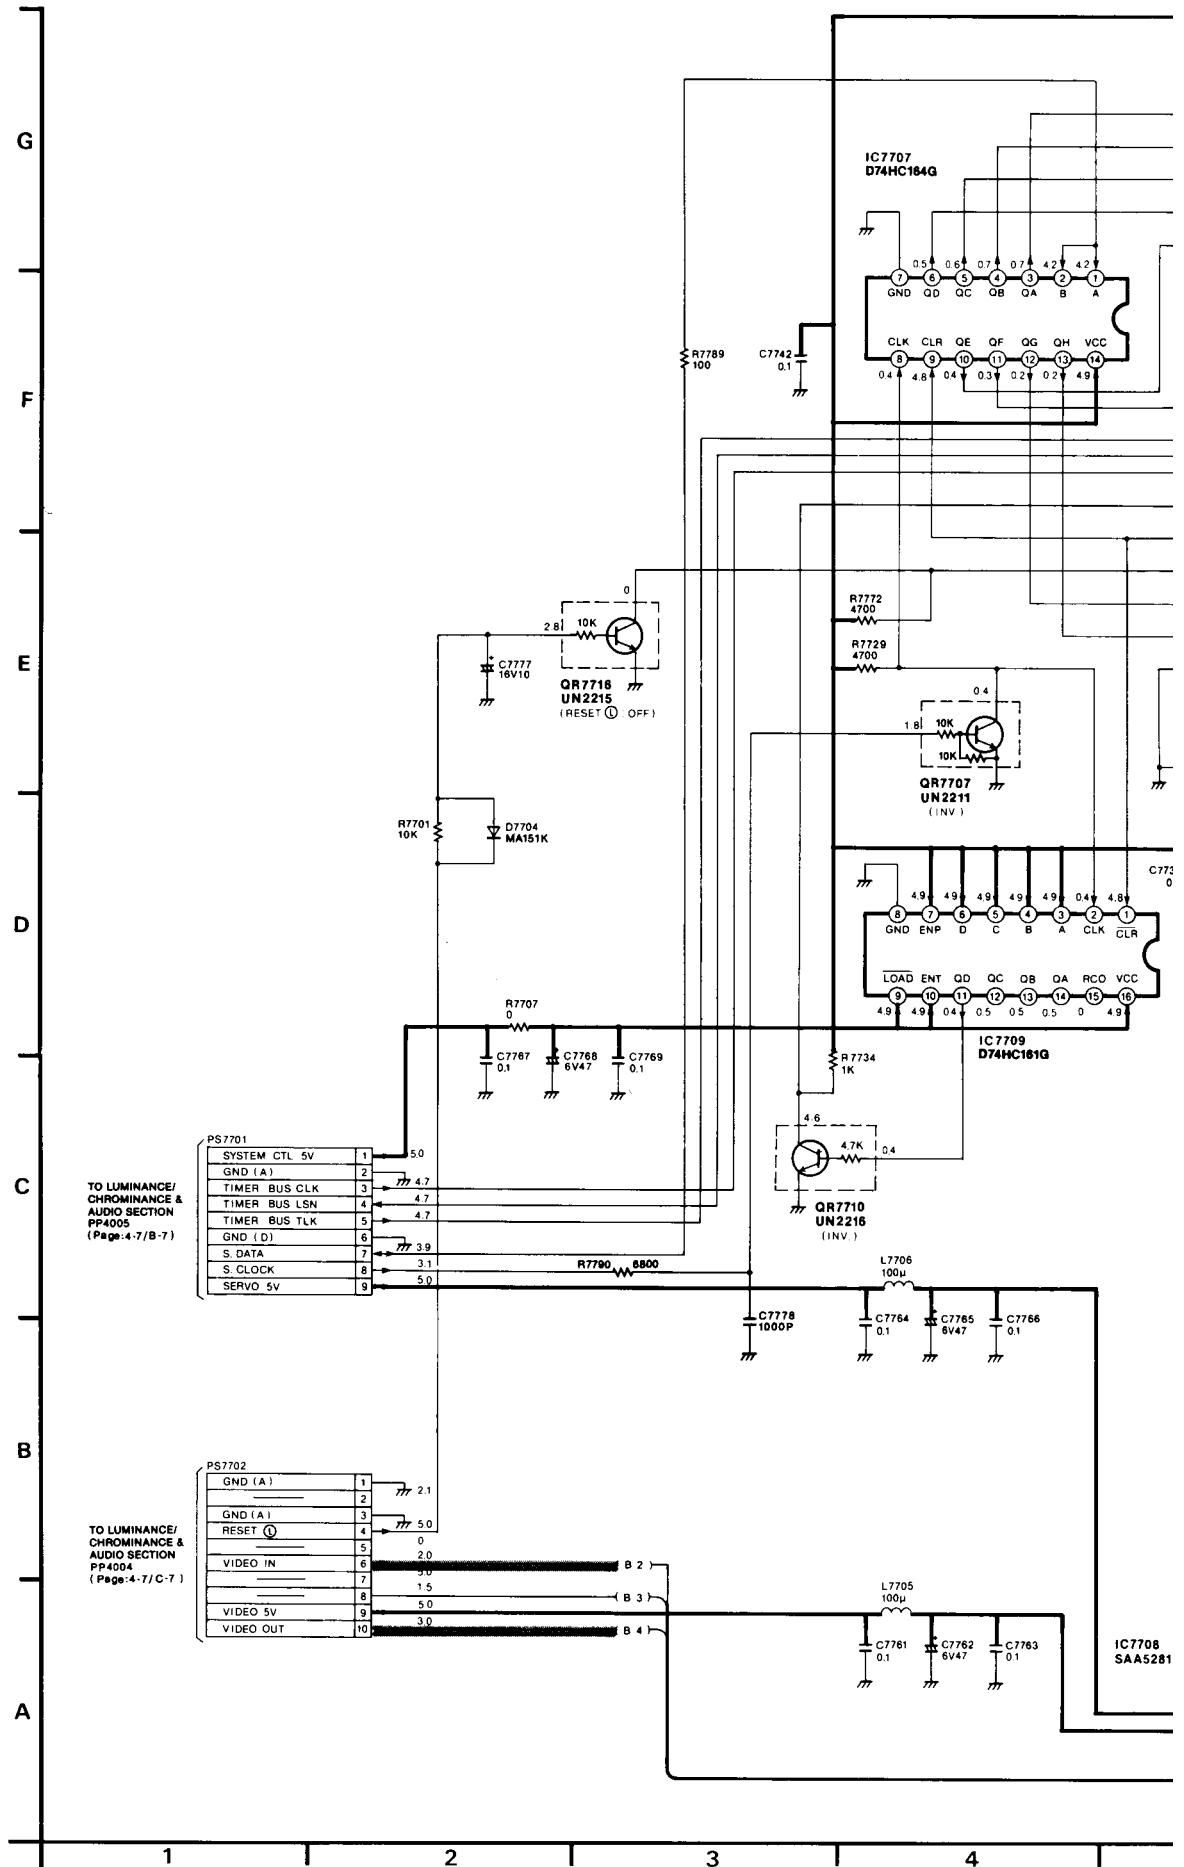 G
IC7707
D74HC164G
0.5 0.6 0.7 0.7 4.2 4.2
7 6 5 4 3 2 1
GND QD QC QB QA B A
CLK CLR QE QF QG QH VCC
8 9 10 11 12 13 14
0.4 4.8 0.4 0.3 0.2 0.2 4.9
C7742
0.1
R7789
100
F
0
2.8 10K
C7777
16V10
QR7716
UN2215
(RESET Ⓛ : OFF)
R7772
4700
R7729
4700
E
0.4
1.8 10K
10K
QR7707
UN2211
(INV.)
R7701
10K
D7704
MA151K
C773
0
4.9 4.9 4.9 4.9 4.9 0.4 4.8
8 7 6 5 4 3 2 1
GND ENP D C B A CLK CLR
D
LOAD ENT QD QC QB QA RCO VCC
9 10 11 12 13 14 15 16
4.9 4.9 0.4 0.5 0.5 0.5 0 4.9
IC7709
D74HC161G
R7707
0
C7767
0.1
C7768
6V47
C7769
0.1
R7734
1K
4.6
4.7K 0.4
QR7710
UN2216
(INV.)
C
PS7701
SYSTEM CTL 5V 1 5.0
GND (A) 2
TIMER BUS CLK 3 4.7
TIMER BUS LSN 4 4.7
TIMER BUS TLK 5 4.7
GND (D) 6
S. DATA 7 3.9
S. CLOCK 8 3.1
SERVO 5V 9 5.0
TO LUMINANCE/
CHROMINANCE &
AUDIO SECTION
PP4005
(Page:4-7/B-7)
R7790 6800
C7778
1000P
L7706
100μ
C7764
0.1
C7765
6V47
C7766
0.1
B
PS7702
GND (A) 1
2 2.1
GND (A) 3
RESET Ⓛ 4 5.0
5 0
VIDEO IN 6 2.0
7 5.0
8 1.5
VIDEO 5V 9 5.0
VIDEO OUT 10 3.0
TO LUMINANCE/
CHROMINANCE &
AUDIO SECTION
PP4004
(Page:4-7/C-7)
(B 2)
(B 3)
(B 4)
L7705
100μ
C7761
0.1
C7762
6V47
C7763
0.1
IC7708
SAA5281
A
1 2 3 4